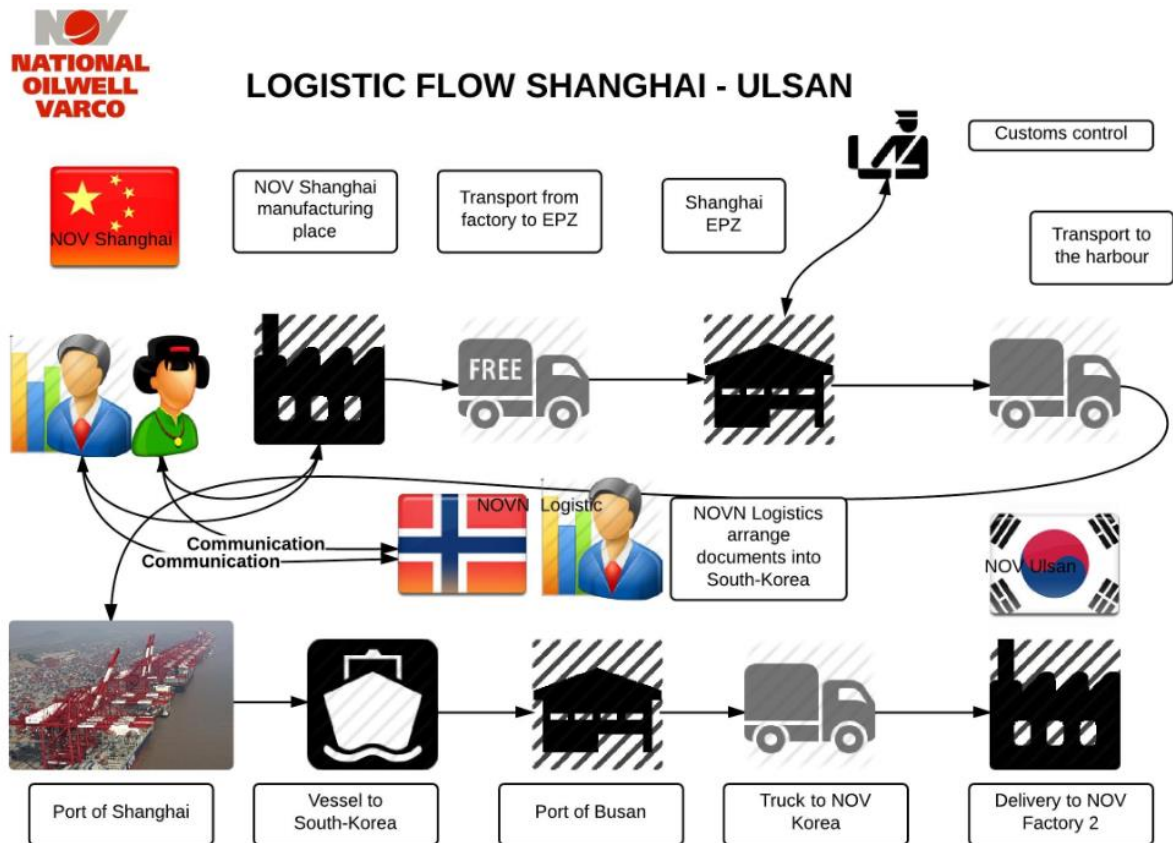 NOV
NATIONAL
OILWELL
VARCO
LOGISTIC FLOW SHANGHAI - ULSAN
Customs control
NOV Shanghai
NOV Shanghai
manufacturing
place
Transport from
factory to EPZ
Shanghai
EPZ
Transport to
the harbour
FREE
NOVN Logistic
NOVN Logistics
arrange
documents into
South-Korea
Communication
Communication
NOV Ulsan
Port of Shanghai
Vessel to
South-Korea
Port of Busan
Truck to NOV
Korea
Delivery to NOV
Factory 2